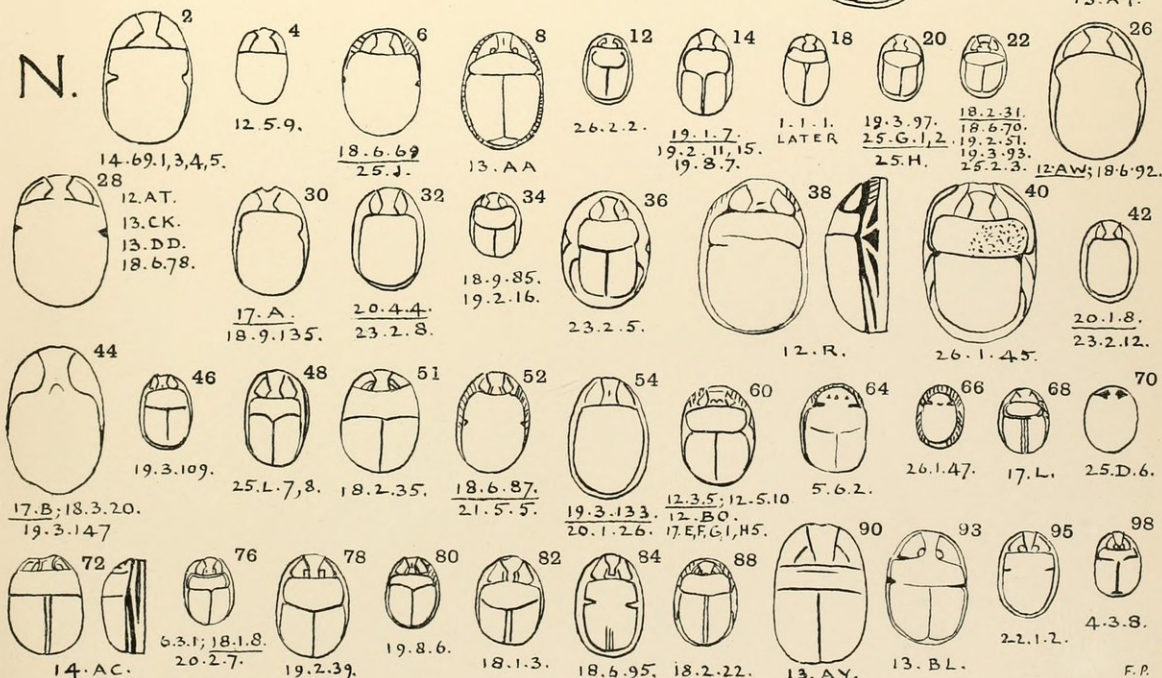 13.A I.
N.
2 4 6 8 12 14 18 20 22 26
14.69.1,3,4,5.
12.5.9.
18.6.69
25.J.
13.AA
26.2.2.
19.1.7.
19.2.11,15.
19.8.7.
1.1.1.
LATER
19.3.97.
25.G.1,2
25.H.
18.2.31.
18.6.70.
19.2.51.
19.3.93.
25.2.3.
12.AW; 18.6.92.
28 30 32 34 36 38 40 42
12.AT.
13.CK.
13.DD.
18.6.78.
17.A.
18.9.135.
20.4.4.
23.2.8.
18.9.85.
19.2.16.
23.2.5.
12.R.
26.1.45.
20.1.8.
23.2.12.
44 46 48 51 52 54 60 64 66 68 70
17.B; 18.3.20.
19.3.147
19.3.109.
25.L.7,8.
18.2.35.
18.6.87.
21.5.5.
19.3.133.
20.1.26.
12.3.5; 12.5.10
12.BO.
17.E,F,G1,H5.
5.6.2.
26.1.47.
17.L.
25.D.6.
72 76 78 80 82 84 88 90 93 95 98
14.AC.
6.3.1; 18.1.8.
20.2.7.
19.2.39.
19.8.6.
18.1.3.
18.6.95.
18.2.22.
13.AY.
13.BL.
22.1.2.
4.3.8.
F.P.